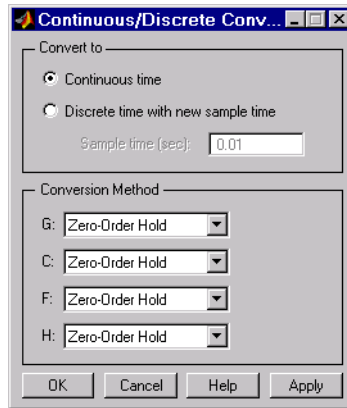 Continuous/Discrete Conv...
Convert to
Continuous time
Discrete time with new sample time
Sample time (sec): 0.01
Conversion Method
G: Zero-Order Hold
C: Zero-Order Hold
F: Zero-Order Hold
H: Zero-Order Hold
OK Cancel Help Apply